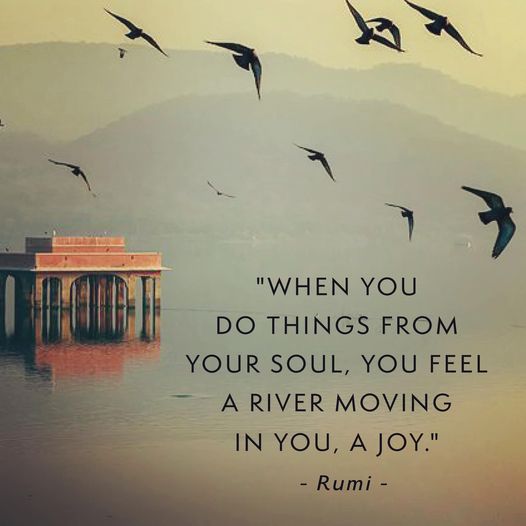 "WHEN YOU
DO THINGS FROM
YOUR SOUL, YOU FEEL
A RIVER MOVING
IN YOU, A JOY."
- Rumi -